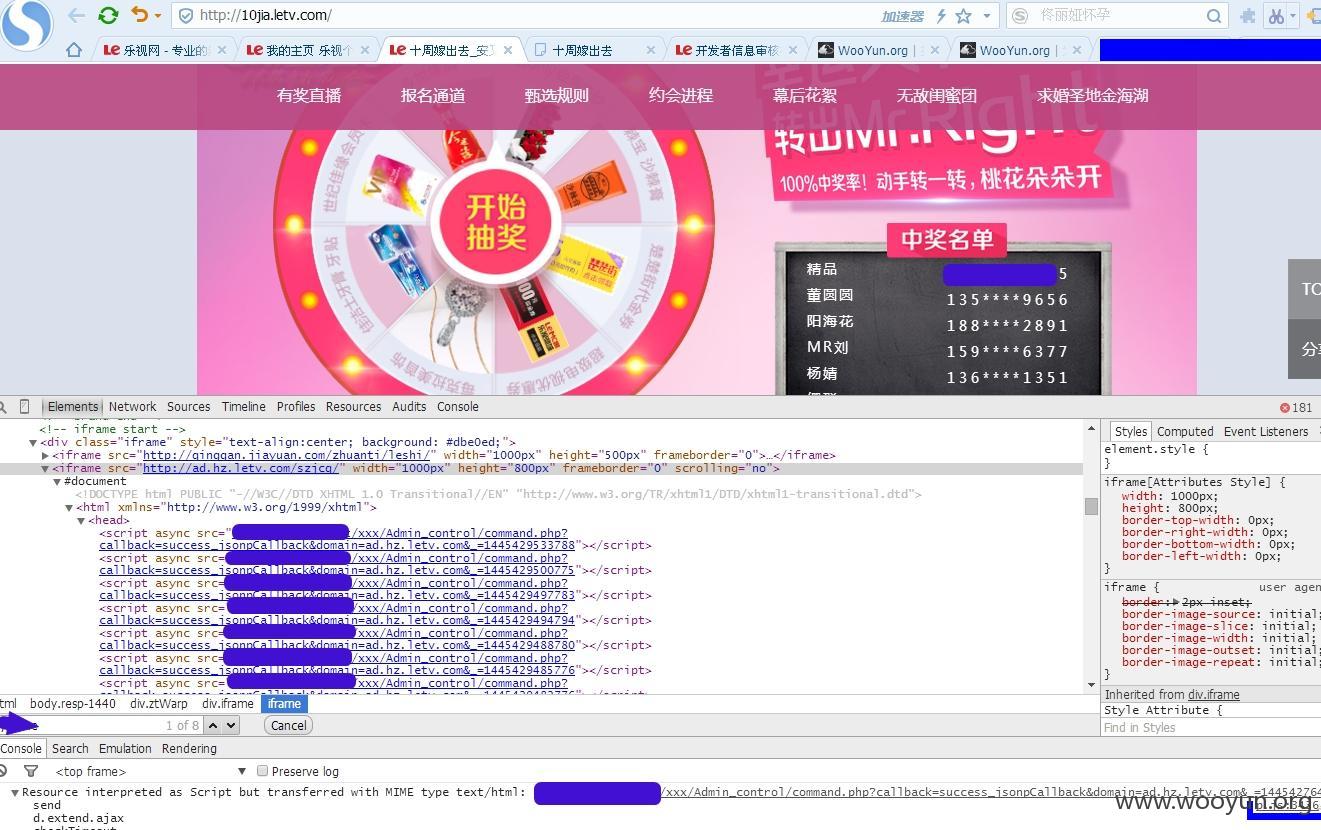 http://10jia.letv.com/
加速器
佟丽娅怀孕
乐视网 - 专业的
我的主页 乐视个
十周嫁出去_安
十周嫁出去
开发者信息审核
WooYun.org |
WooYun.org |
有奖直播 报名通道 甄选规则 约会进程 幕后花絮 无敌闺蜜团 求婚圣地金海湖
转出Mr.Right
100%中奖率! 动手转一转, 桃花朵朵开
世纪佳缘会员
开始
抽奖
中奖名单
精品 5
董圆圆 135****9656
阳海花 188****2891
MR刘 159****6377
杨婧 136****1351
TO
分享
Elements Network Sources Timeline Profiles Resources Audits Console
181
<!-- iframe start -->
<div class="iframe" style="text-align:center; background: #dbe0ed;">
<iframe src="http://qinggan.jiayuan.com/zhuanti/leshi/" width="1000px" height="500px" frameborder="0">…</iframe>
<iframe src="http://ad.hz.letv.com/szjcq/" width="1000px" height="800px" frameborder="0" scrolling="no">
#document
<!DOCTYPE html PUBLIC "-//W3C//DTD XHTML 1.0 Transitional//EN" "http://www.w3.org/TR/xhtml1/DTD/xhtml1-transitional.dtd">
<html xmlns="http://www.w3.org/1999/xhtml">
<head>
<script async src="/xxx/Admin_control/command.php?
callback=success_jsonpCallback&domain=ad.hz.letv.com&_=1445429533788"></script>
<script async src=/xxx/Admin_control/command.php?
callback=success_jsonpCallback&domain=ad.hz.letv.com&_=1445429500775"></script>
<script async src=/xxx/Admin_control/command.php?
callback=success_jsonpCallback&domain=ad.hz.letv.com&_=1445429497783"></script>
<script async src=/xxx/Admin_control/command.php?
callback=success_jsonpCallback&domain=ad.hz.letv.com&_=1445429494794"></script>
<script async src=/xxx/Admin_control/command.php?
callback=success_jsonpCallback&domain=ad.hz.letv.com&_=1445429488780"></script>
<script async src=/xxx/Admin_control/command.php?
callback=success_jsonpCallback&domain=ad.hz.letv.com&_=1445429485776"></script>
<script async src=/xxx/Admin_control/command.php?
Styles Computed Event Listeners
element.style {
}
iframe[Attributes Style] {
width: 1000px;
height: 800px;
border-top-width: 0px;
border-right-width: 0px;
border-bottom-width: 0px;
border-left-width: 0px;
}
iframe { user agen
border: 2px inset;
border-image-source: initial;
border-image-slice: initial;
border-image-width: initial;
border-image-outset: initial;
border-image-repeat: initial;
}
Inherited from div.iframe
Style Attribute {
Find in Styles
tml body.resp-1440 div.ztWarp div.iframe iframe
1 of 8 Cancel
Console Search Emulation Rendering
<top frame> Preserve log
Resource interpreted as Script but transferred with MIME type text/html: /xxx/Admin_control/command.php?callback=success_jsonpCallback&domain=ad.hz.letv.com&_=144542764
send
d.extend.ajax
checkTimeout
www.wooyun.org